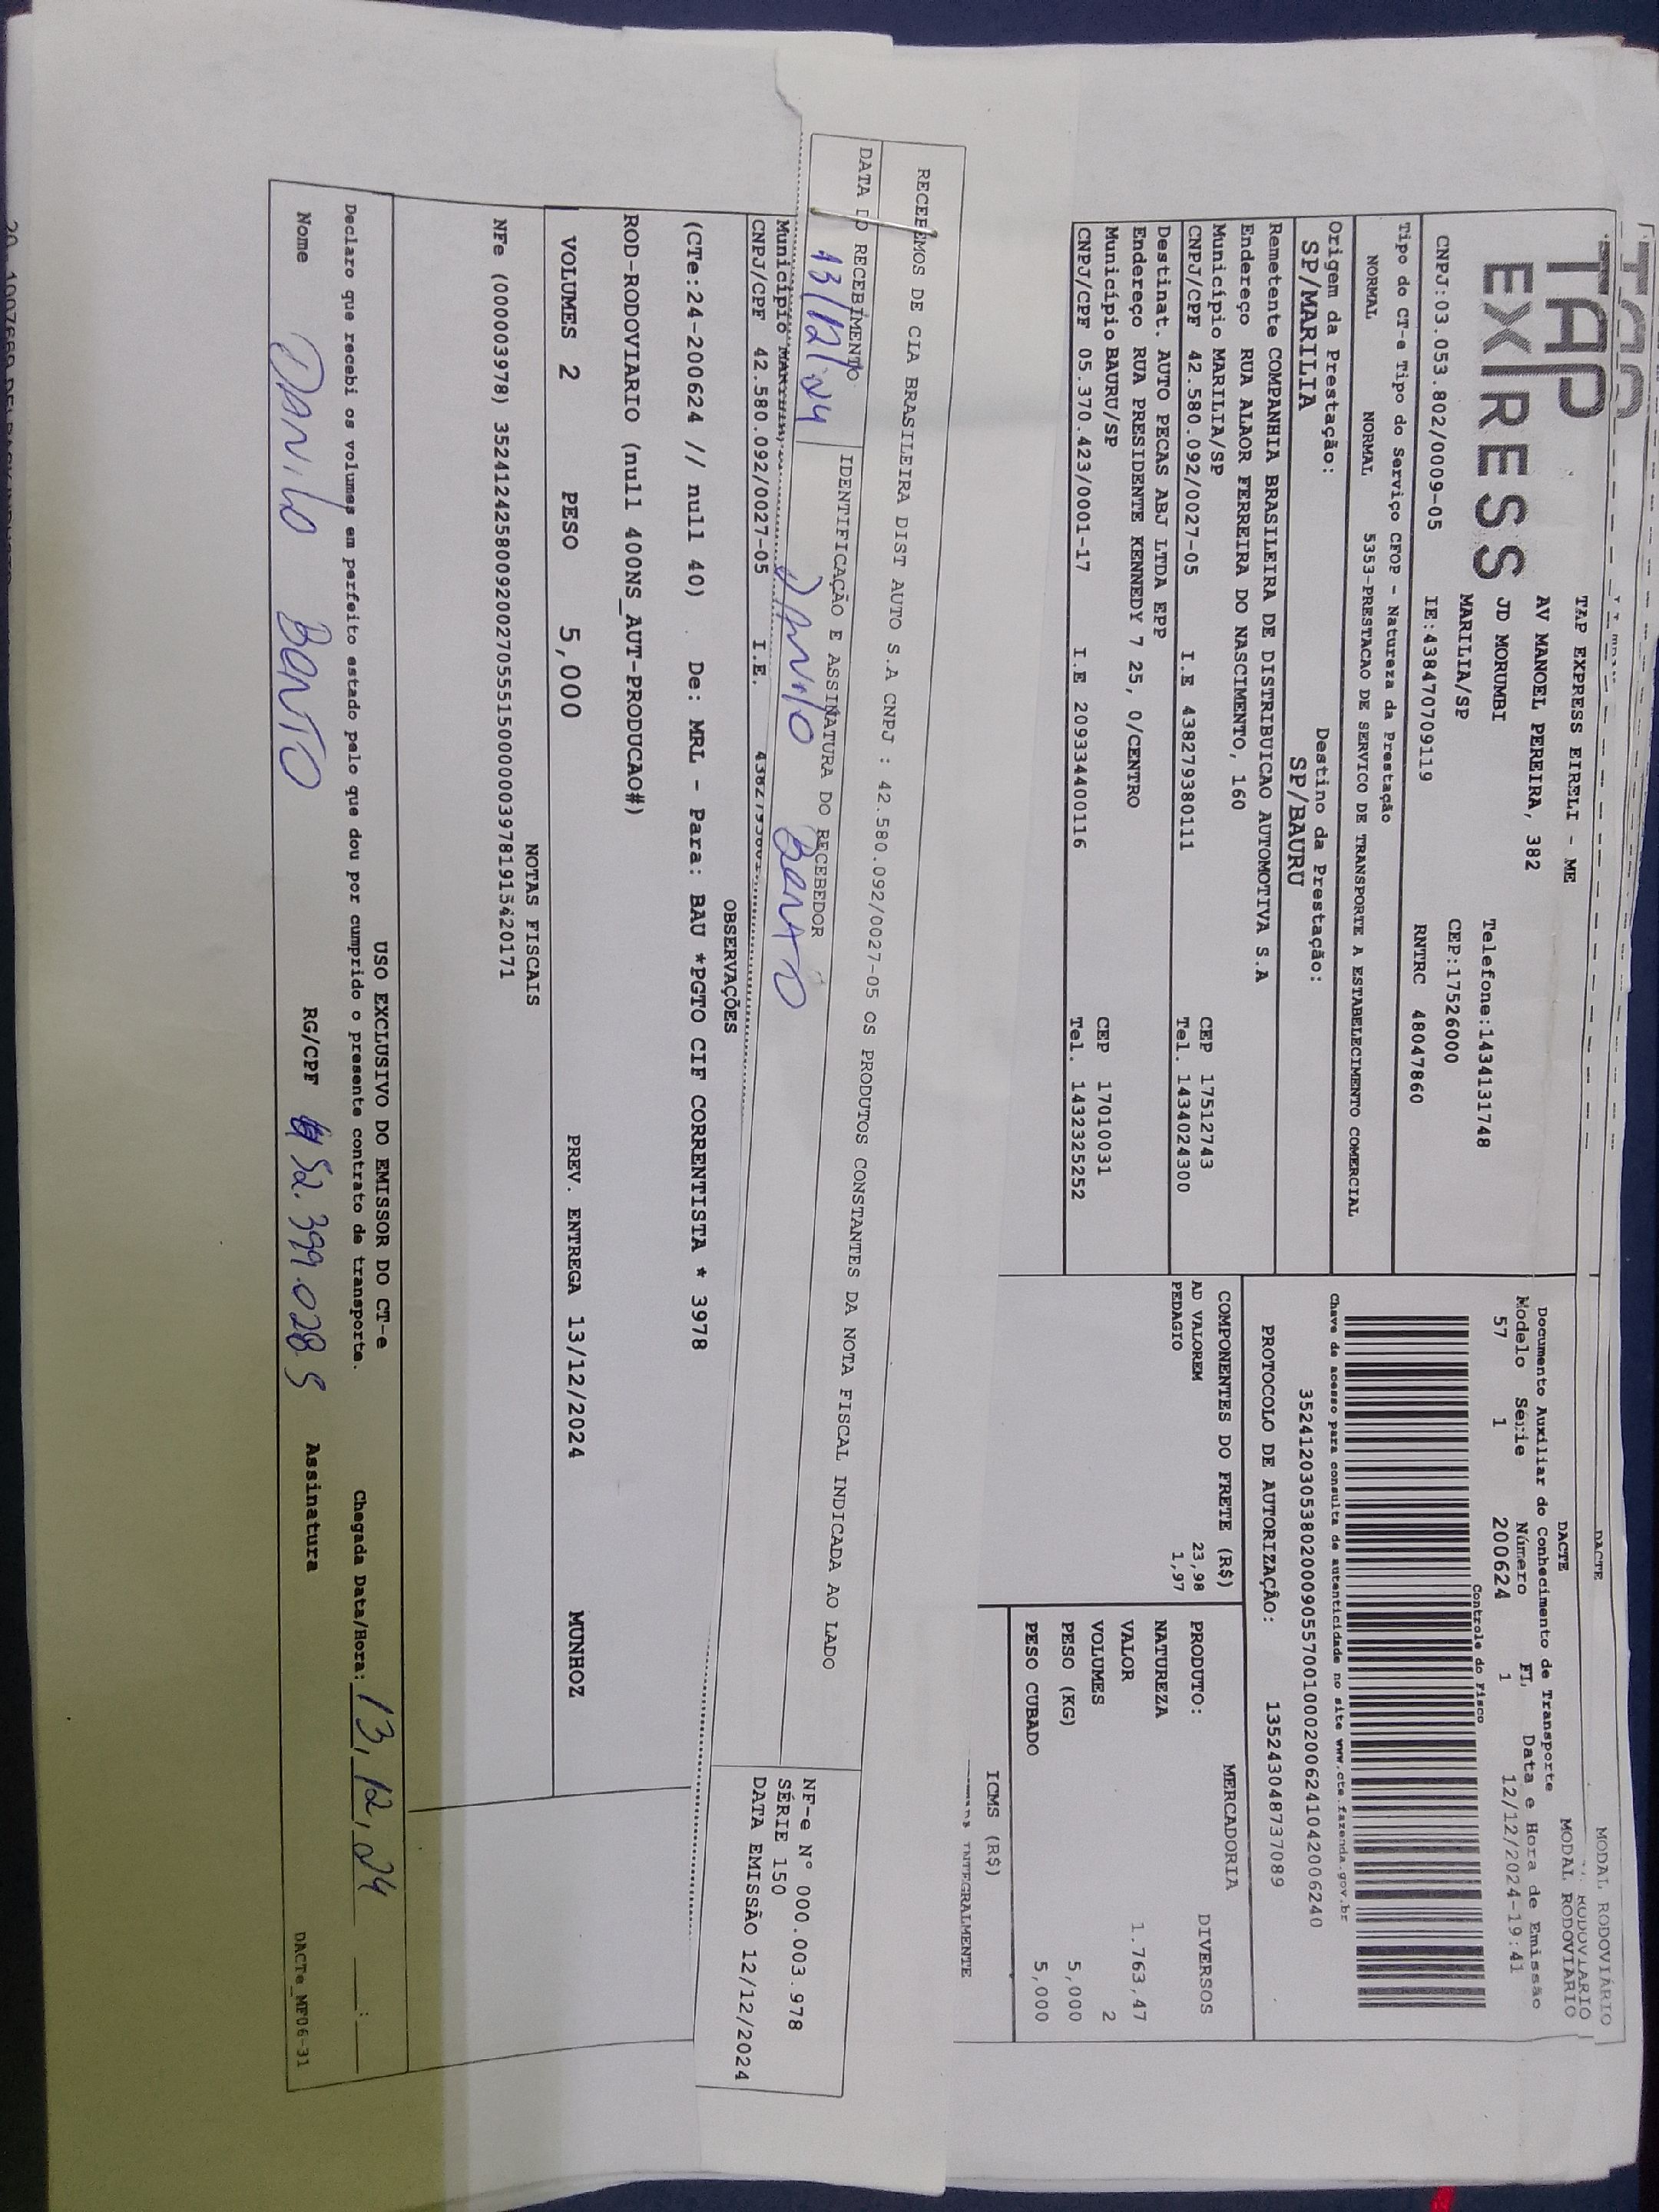 TAP EXPRESS
TAP EXPRESS EIRELI - ME
AV MANOEL PEREIRA, 382
JD MORUMBI
MARILIA/SP
Telefone:1434131748
CEP:17526000
CNPJ:03.053.802/0009-05 IE:438470709119 RNTRC 48047860
Tipo do CT-e Tipo do Serviço CFOP - Natureza da Prestação
NORMAL NORMAL 5353-PRESTACAO DE SERVICO DE TRANSPORTE A ESTABELECIMENTO COMERCIAL
Origem da Prestação: Destino da Prestação:
SP/MARILIA SP/BAURU
Remetente COMPANHIA BRASILEIRA DE DISTRIBUICAO AUTOMOTIVA S.A
Endereço RUA ALAOR FERREIRA DO NASCIMENTO, 160
Município MARILIA/SP CEP 17512743
CNPJ/CPF 42.580.092/0027-05 I.E 438279380111 Tel. 1434024300
Destinat. AUTO PECAS ABJ LTDA EPP
Endereço RUA PRESIDENTE KENNEDY 7 25, 0/CENTRO
Município BAURU/SP CEP 17010031
CNPJ/CPF 05.370.423/0001-17 I.E 209334400116 Tel. 1432325252
DACTE MODAL RODOVIÁRIO
RODOVIARIO
DACTE MODAL RODOVIÁRIO
Documento Auxiliar do Conhecimento de Transporte
Modelo Série Número FL Data e Hora de Emissão
57 1 200624 1 12/12/2024-19:41
Controle do Fisco
Chave de acesso para consulta de autenticidade no site www.cte.fazenda.gov.br
35241203053802000905570010002006241042006240
PROTOCOLO DE AUTORIZAÇÃO: 135243048737089
COMPONENTES DO FRETE (R$)
AD VALOREM 23,98
PEDAGIO 1,97
MERCADORIA
PRODUTO: DIVERSOS
NATUREZA
VALOR 1.763,47
VOLUMES 2
PESO (KG) 5,000
PESO CUBADO 5,000
ICMS (R$)
INTEGRALMENTE
RECEBEMOS DE CIA BRASILEIRA DIST AUTO S.A CNPJ : 42.580.092/0027-05 OS PRODUTOS CONSTANTES DA NOTA FISCAL INDICADA AO LADO
DATA DO RECEBIMENTO IDENTIFICAÇÃO E ASSINATURA DO RECEBEDOR
13/12/24 DANILO BENTO
NF-e N° 000.003.978
SÉRIE 150
DATA EMISSÃO 12/12/2024
Município
CNPJ/CPF 42.580.092/0027-05 I.E.
OBSERVAÇÕES
(CTe:24-200624 // null 40) De: MRL - Para: BAU *PGTO CIF CORRENTISTA * 3978
ROD-RODOVIARIO (null 400NS_AUT-PRODUCAO#)
VOLUMES 2 PESO 5,000 PREV. ENTREGA 13/12/2024 MUNHOZ
NOTAS FISCAIS
NFe (000003978) 35241242580092002705551500000039781915420171
USO EXCLUSIVO DO EMISSOR DO CT-e
Declaro que recebi os volumes em perfeito estado pelo que dou por cumprido o presente contrato de transporte. Chegada Data/Hora: 13/12/24 __:__
Nome DANILO BENTO RG/CPF 52.399.028 9 Assinatura
DACTe_MF06-31